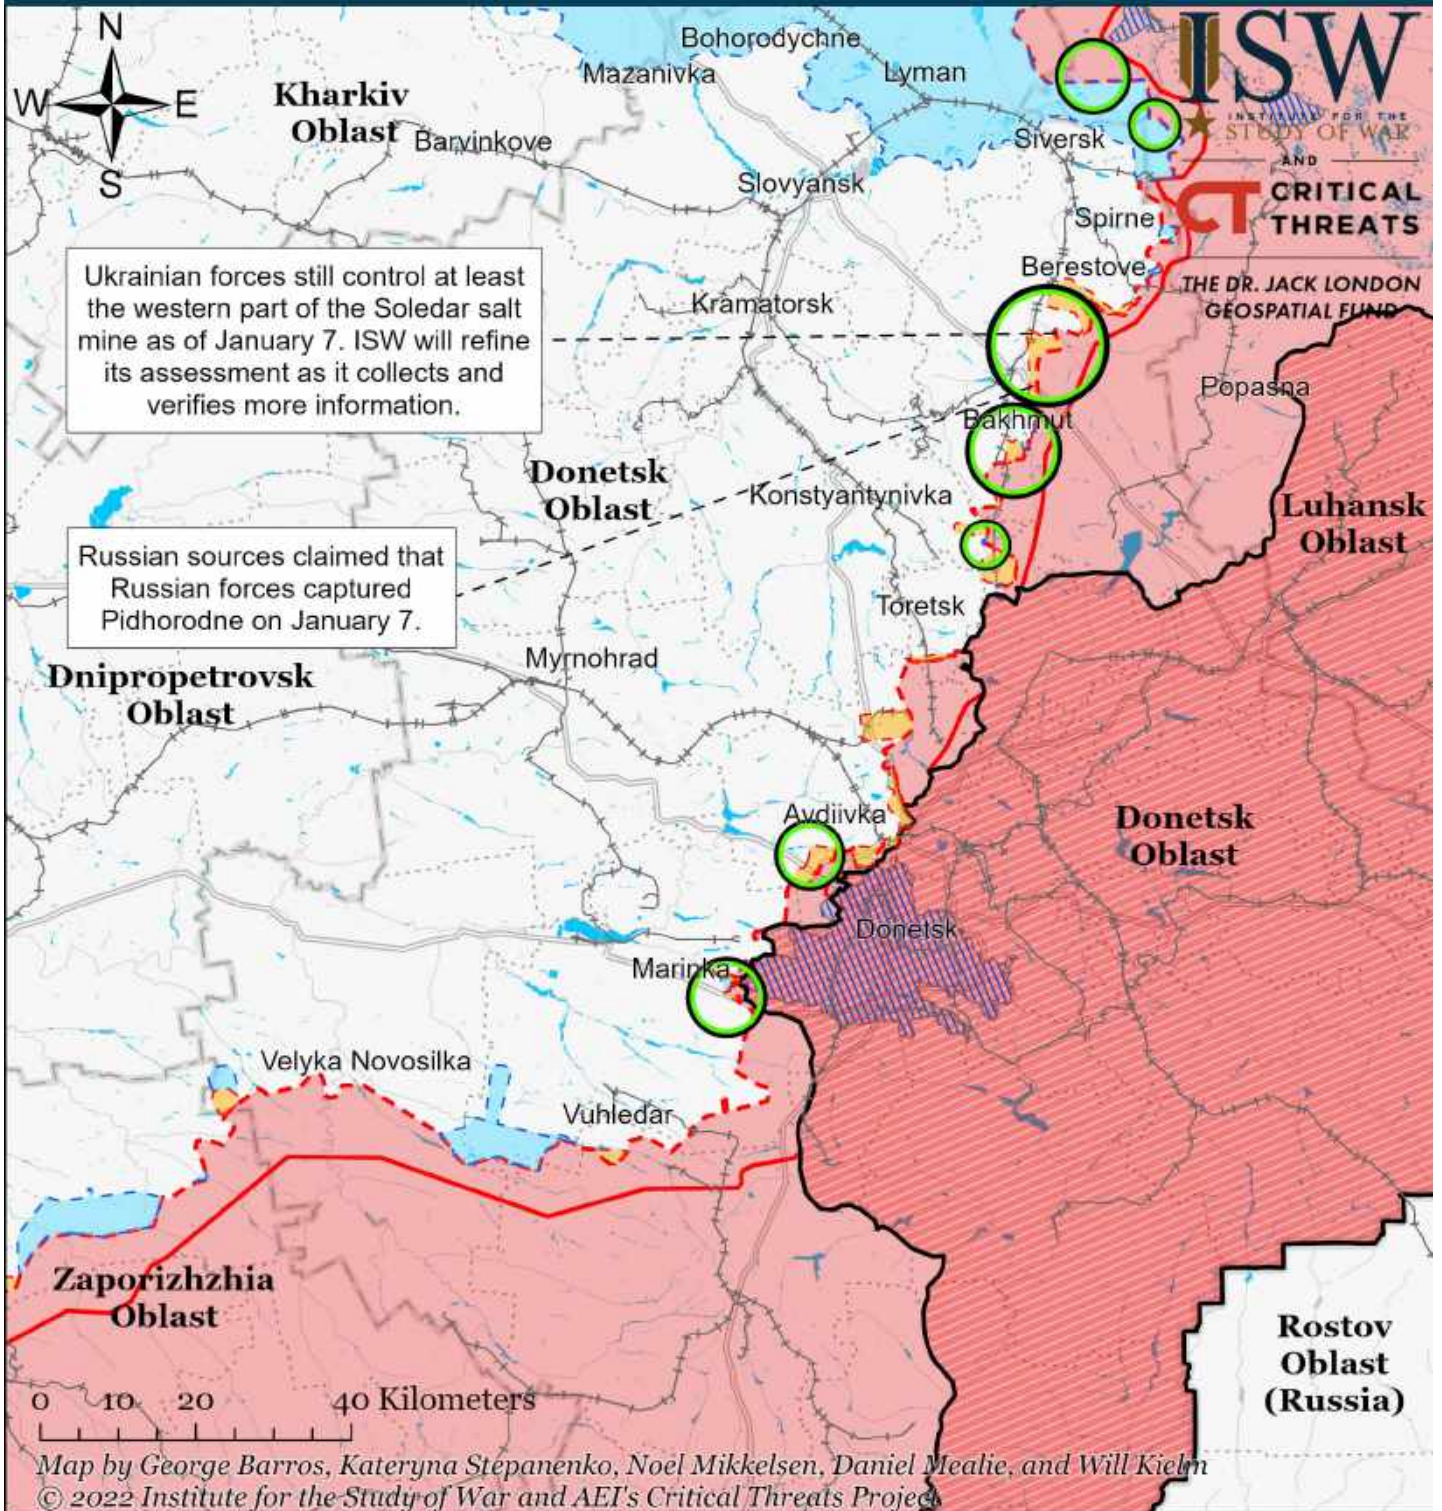 N
W E
S
ISW
INSTITUTE FOR THE
STUDY OF WAR
AND
CT CRITICAL
THREATS
THE DR. JACK LONDON
GEOSPATIAL FUND
Kharkiv
Oblast
Bohorodychne
Mazanivka
Lyman
Barvinkove
Siversk
Slovyansk
Spirne
Berestove
Kramatorsk
Ukrainian forces still control at least
the western part of the Soledar salt
mine as of January 7. ISW will refine
its assessment as it collects and
verifies more information.
Popasna
Bakhmut
Donetsk
Oblast
Konstyantynivka
Luhansk
Oblast
Russian sources claimed that
Russian forces captured
Pidhorodne on January 7.
Toretsk
Myrnohrad
Dnipropetrovsk
Oblast
Avdiivka
Donetsk
Oblast
Donetsk
Marinka
Velyka Novosilka
Vuhledar
Zaporizhzhia
Oblast
Rostov
Oblast
(Russia)
0 10 20 40 Kilometers
Map by George Barros, Kateryna Stepanenko, Noel Mikkelsen, Daniel Mealie, and Will Kielm
© 2022 Institute for the Study of War and AEI's Critical Threats Project